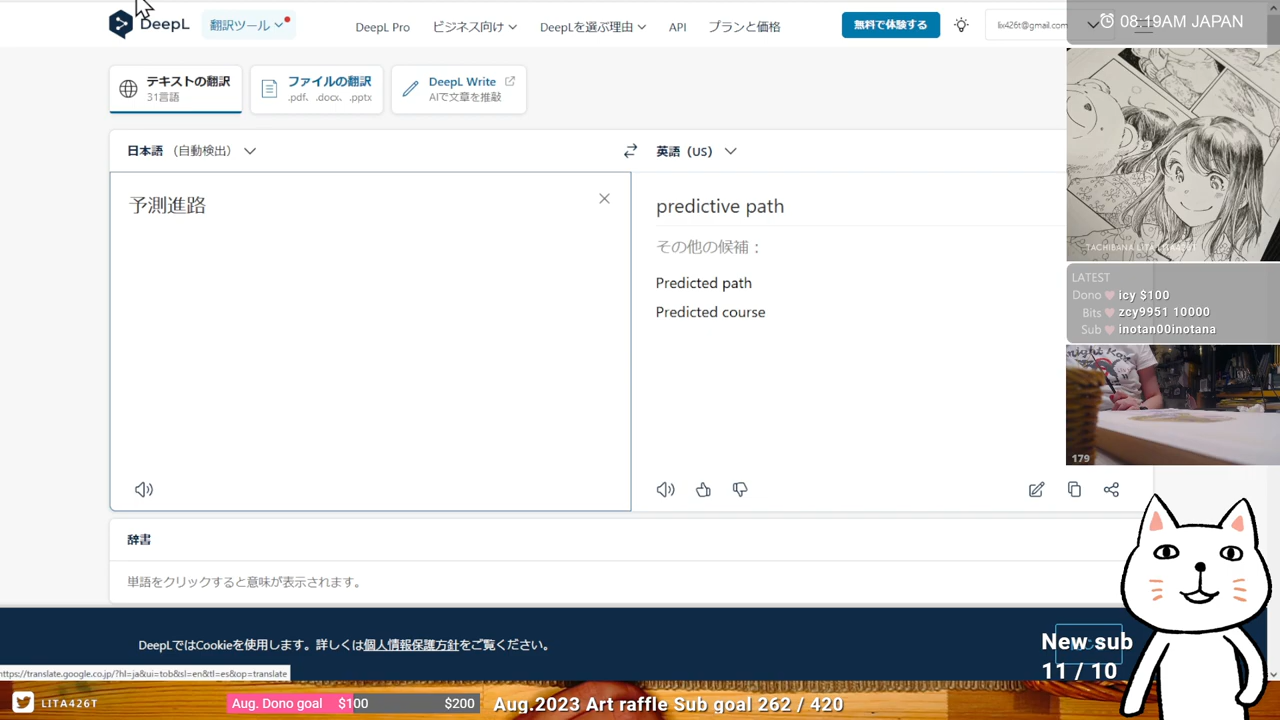 DeepL
翻訳ツール
DeepL Pro
ビジネス向け
DeepLを選ぶ理由
API
プランと価格
無料で体験する
lix426t@gmail.com
08:19AM JAPAN
テキストの翻訳
31言語
ファイルの翻訳
.pdf、.docx、.pptx
DeepL Write
AIで文章を推敲
日本語 (自動検出)
英語 (US)
予測進路
predictive path
その他の候補：
Predicted path
Predicted course
TACHIBANA LITA LITA426T
LATEST
Dono icy $100
Bits zcy9951 10000
Sub inotan00inotana
179
辞書
単語をクリックすると意味が表示されます。
DeepLではCookieを使用します。詳しくは個人情報保護方針をご覧ください。
New sub
11 / 10
https://translate.google.co.jp/?hl=ja&ui=tob&sl=en&tl=es&op=translate
LITA426T
Aug. Dono goal $100 $200
Aug.2023 Art raffle Sub goal 262 / 420